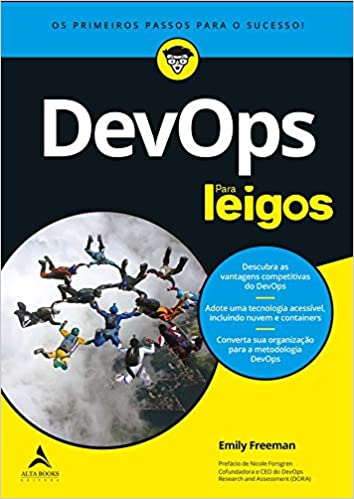 OS PRIMEIROS PASSOS PARA O SUCESSO!
DevOps
Para
leigos
Descubra as
vantagens competitivas do
DevOps
Adote uma tecnologia acessível,
incluindo nuvem e containers
Converta sua organização
para a metodologia
DevOps
Emily Freeman
Prefácio de Nicole Forsgren
Cofundadora e CEO do DevOps
Research and Assessment (DORA)
ALTA BOOKS
EDITORA